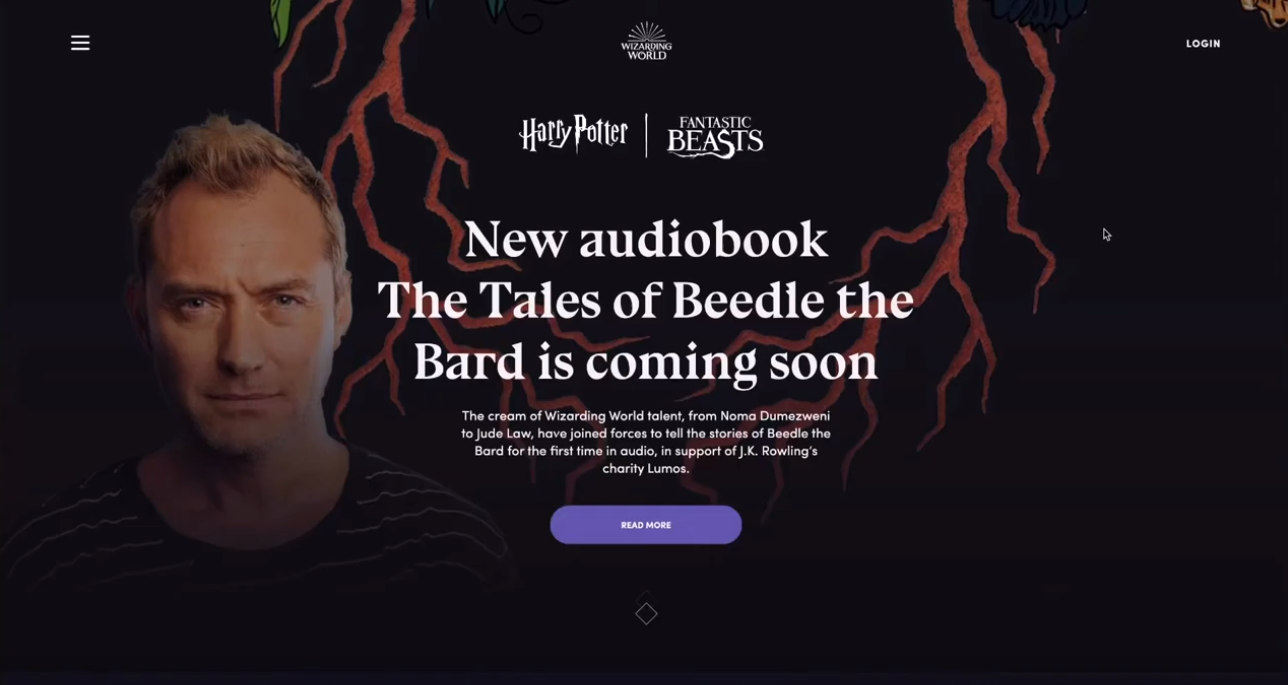 WIZARDING
WORLD
LOGIN
Harry Potter
FANTASTIC
BEASTS
New audiobook
The Tales of Beedle the
Bard is coming soon
The cream of Wizarding World talent, from Noma Dumezweni
to Jude Law, have joined forces to tell the stories of Beedle the
Bard for the first time in audio, in support of J.K. Rowling's
charity Lumos.
READ MORE